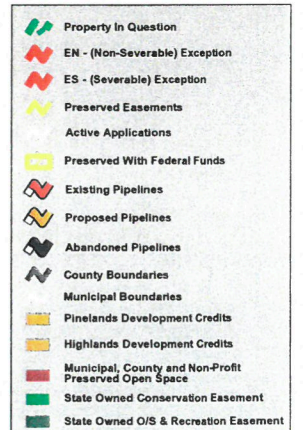 Property In Question
EN - (Non-Severable) Exception
ES - (Severable) Exception
Preserved Easements
Active Applications
Preserved With Federal Funds
Existing Pipelines
Proposed Pipelines
Abandoned Pipelines
County Boundaries
Municipal Boundaries
Pinelands Development Credits
Highlands Development Credits
Municipal, County and Non-Profit
Preserved Open Space
State Owned Conservation Easement
State Owned O/S & Recreation Easement